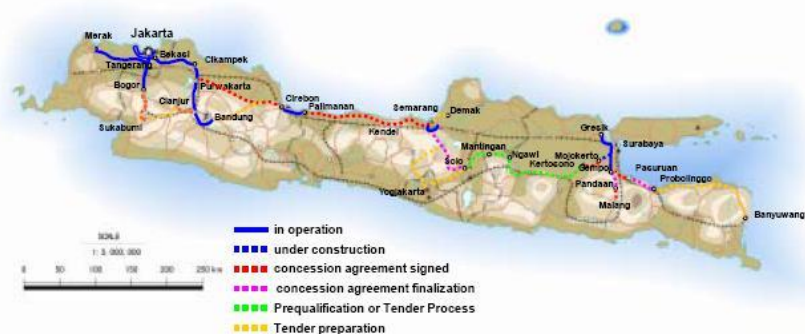 Merak
Jakarta
Bekasi
Tangerang
Cikampek
Bogor
Purwakarta
Cianjur
Sukabumi
Bandung
Cirebon
Palimanan
Semarang
Demak
Kendel
Mantingan
Solo
Ngawi
Kertosono
Yogjakarta
Gresik
Surabaya
Mojokerto
Gempol
Pasuruan
Pandaan
Probolinggo
Malang
Banyuwangi
in operation
under construction
concession agreement signed
concession agreement finalization
Prequalification or Tender Process
Tender preparation
SCALE
1: 3, 000, 000
0 50 100 150 200 250 km